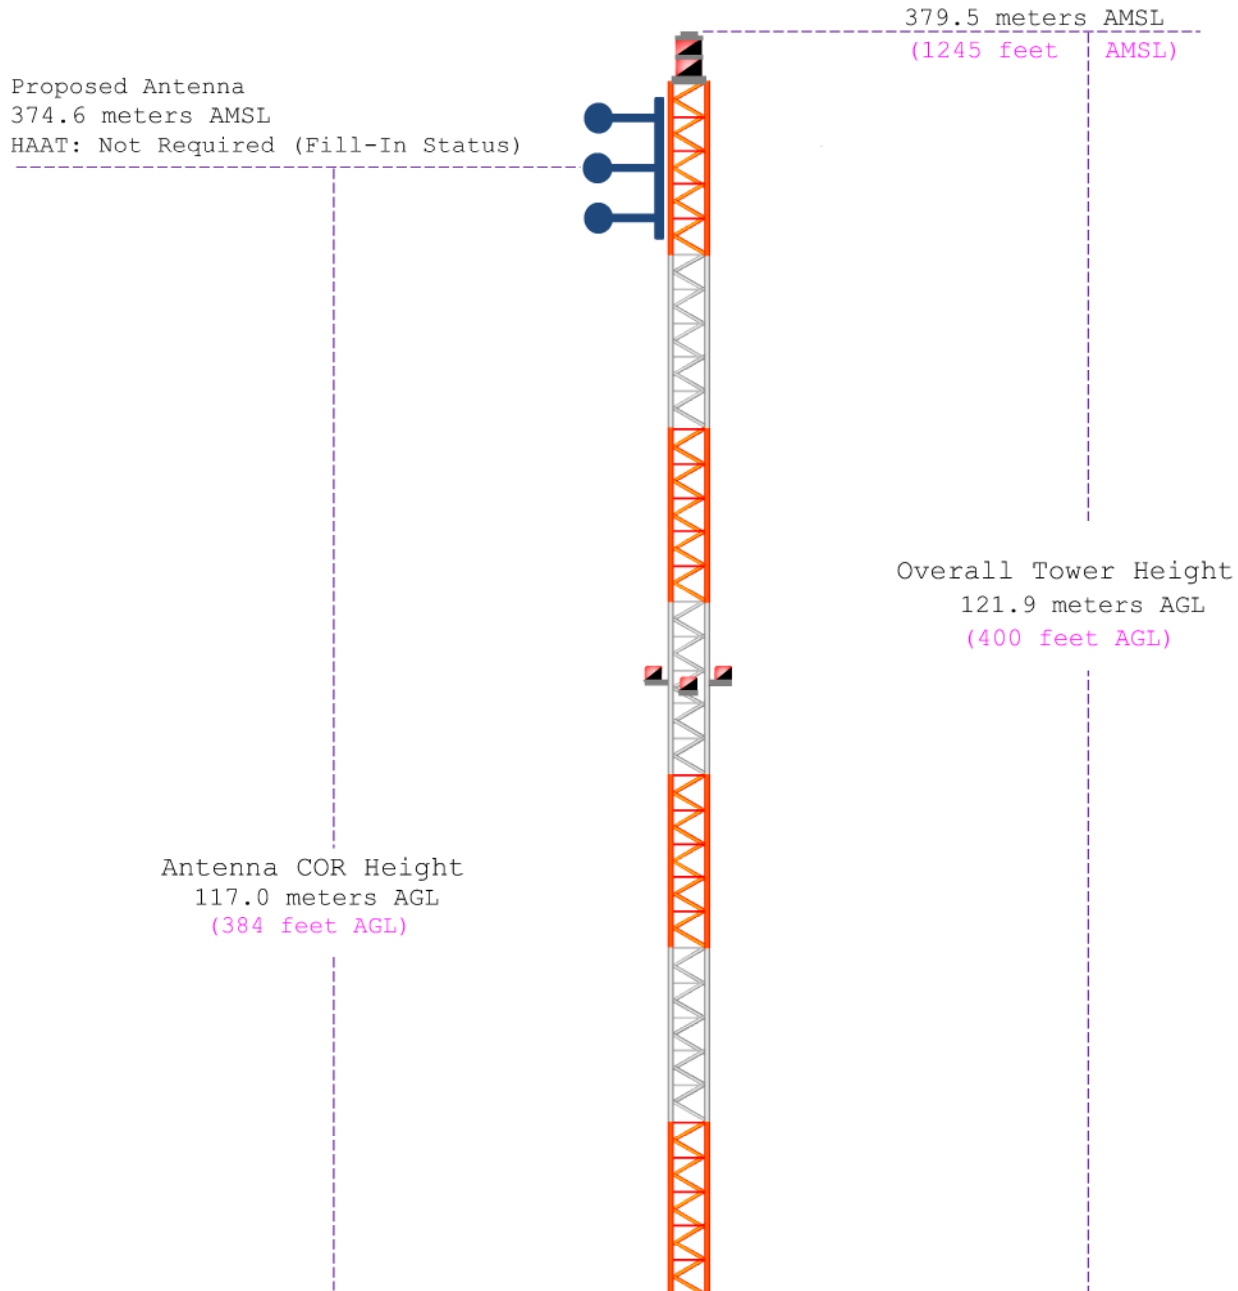 379.5 meters AMSL
(1245 feet AMSL)
Proposed Antenna
374.6 meters AMSL
HAAT: Not Required (Fill-In Status)
Overall Tower Height
121.9 meters AGL
(400 feet AGL)
Antenna COR Height
117.0 meters AGL
(384 feet AGL)